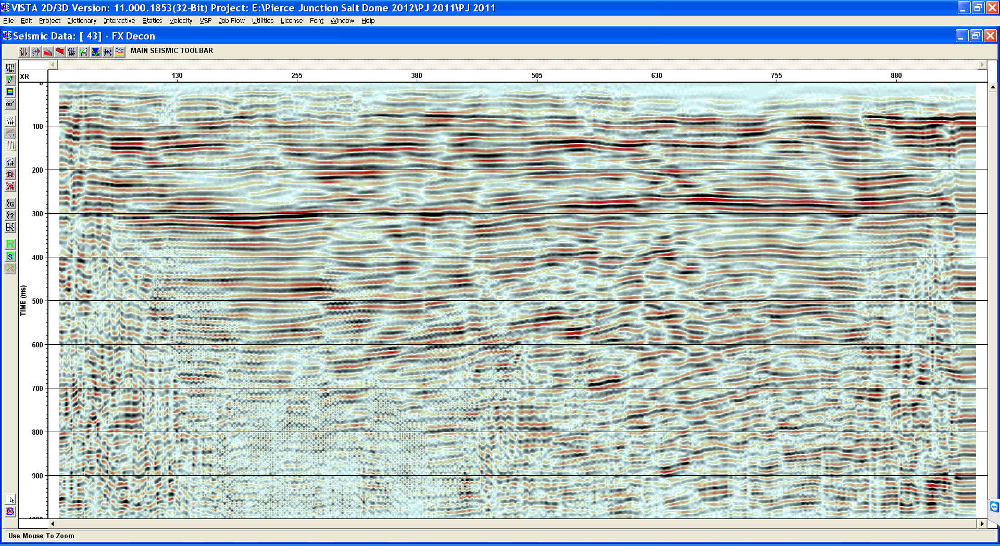 VISTA 2D/3D Version: 11.000.1853(32-Bit) Project: E:\Pierce Junction Salt Dome 2012\PJ 2011\PJ 2011
File Edit Project Dictionary Interactive Statics Velocity VSP Job Flow Utilities License Font Window Help
Seismic Data: [ 43] - FX Decon
MAIN SEISMIC TOOLBAR
XR 130 255 380 505 630 755 880
0
100
200
300
400
500
600
700
800
900
1000
TIME (ms)
Plot
D
G
?
R
S
Use Mouse To Zoom